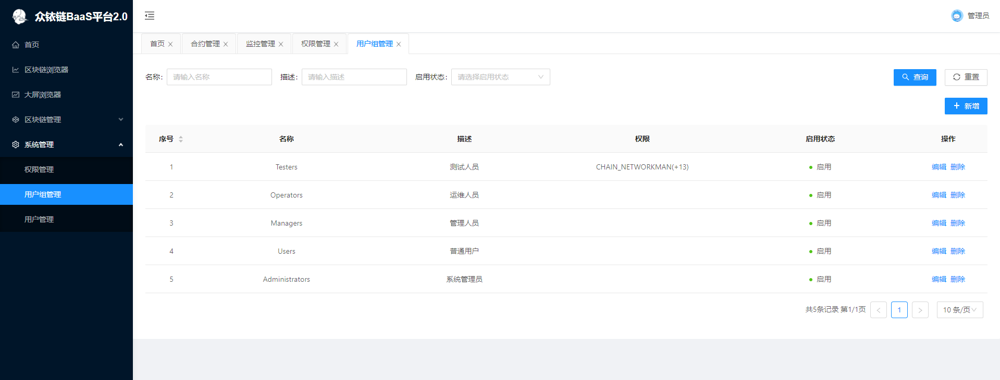 众铱链BaaS平台2.0
管理员
首页
区块链浏览器
大屏浏览器
区块链管理
系统管理
权限管理
用户组管理
用户管理
首页 合约管理 监控管理 权限管理 用户组管理
名称: 请输入名称 描述: 请输入描述 启用状态: 请选择启用状态 查询 重置
新增
序号 名称 描述 权限 启用状态 操作
1 Testers 测试人员 CHAIN_NETWORKMAN(+13) 启用 编辑 删除
2 Operators 运维人员 启用 编辑 删除
3 Managers 管理人员 启用 编辑 删除
4 Users 普通用户 启用 编辑 删除
5 Administrators 系统管理员 启用 编辑 删除
共5条记录 第1/1页 < 1 > 10 条/页